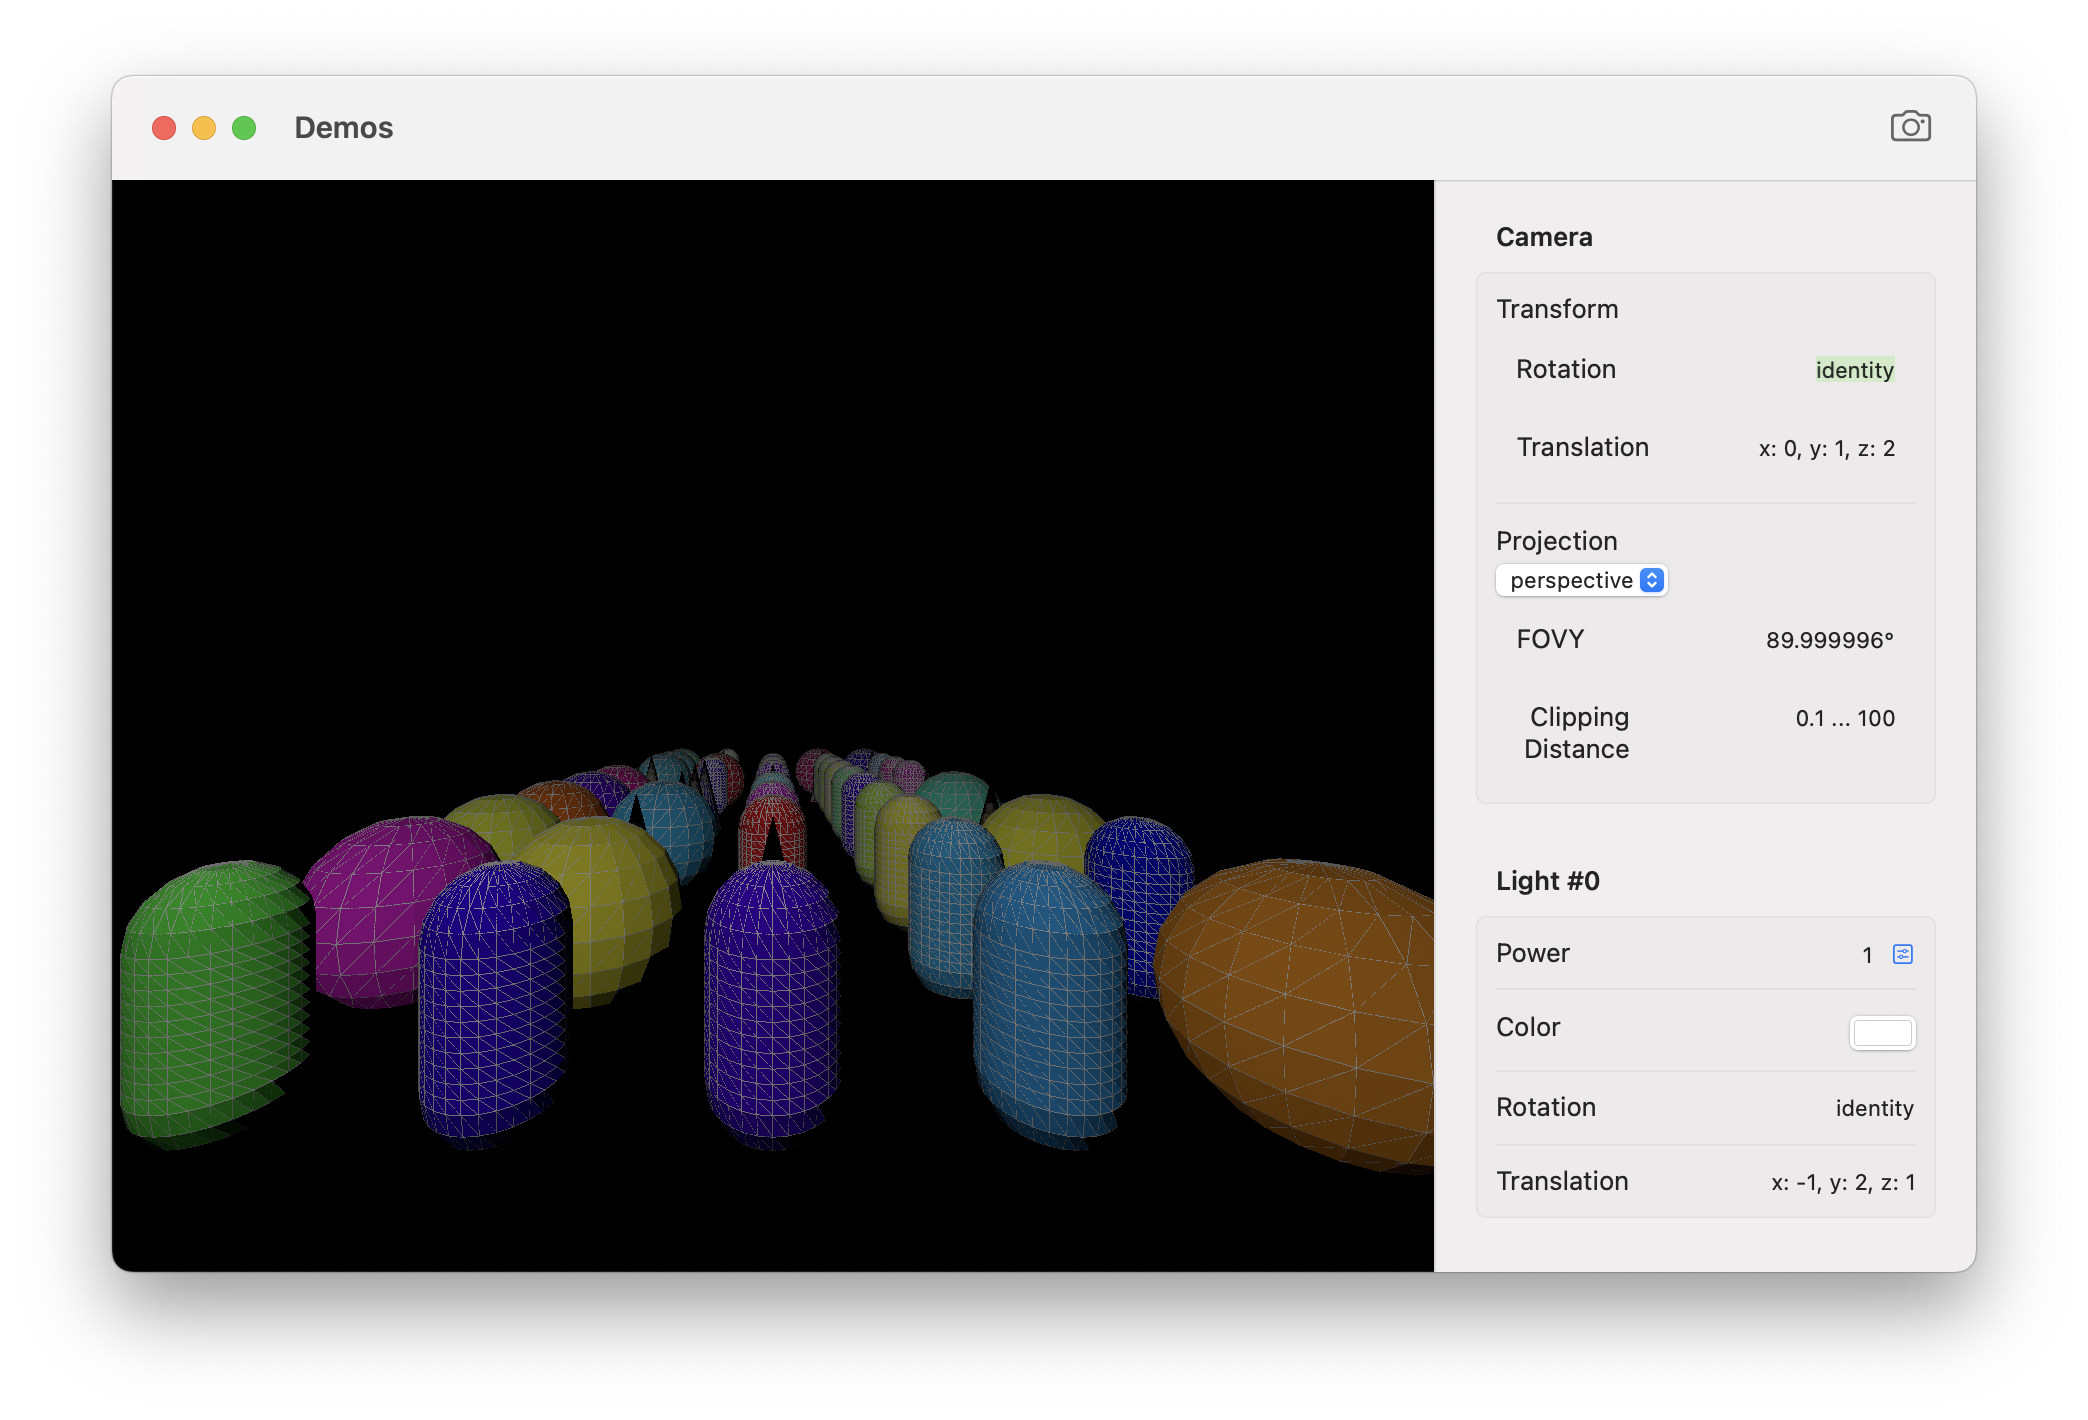 Demos
Camera
Transform
Rotation identity
Translation x: 0, y: 1, z: 2
Projection
perspective
FOVY 89.999996°
Clipping Distance 0.1 ... 100
Light #0
Power 1
Color
Rotation identity
Translation x: -1, y: 2, z: 1